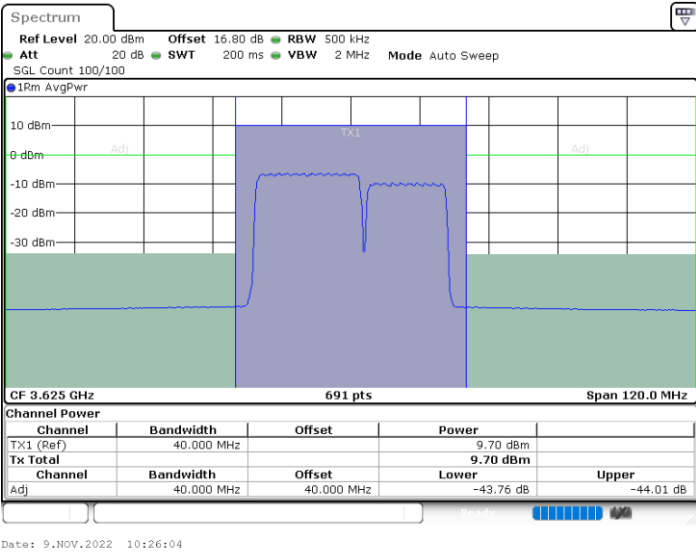 Spectrum
Ref Level 20.00 dBm Offset 16.80 dB RBW 500 kHz
Att 20 dB SWT 200 ms VBW 2 MHz Mode Auto Sweep
SGL Count 100/100
1Rm AvgPwr
10 dBm
TX1
Adj
Adj
0 dBm
-10 dBm
-20 dBm
-30 dBm
CF 3.625 GHz 691 pts Span 120.0 MHz
Channel Power
Channel Bandwidth Offset Power
TX1 (Ref) 40.000 MHz 9.70 dBm
Tx Total 9.70 dBm
Channel Bandwidth Offset Lower Upper
Adj 40.000 MHz 40.000 MHz -43.76 dB -44.01 dB
Ready
Date: 9.NOV.2022 10:26:04